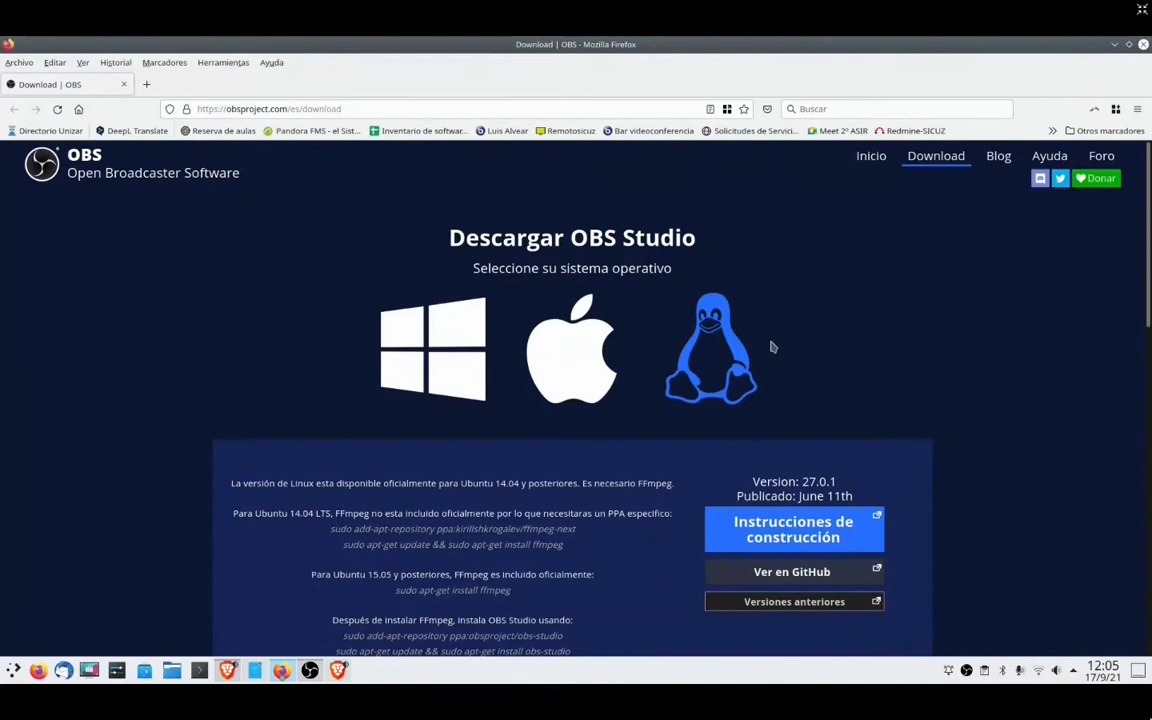 Download | OBS - Mozilla Firefox
Archivo Editar Ver Historial Marcadores Herramientas Ayuda
Download | OBS
https://obsproject.com/es/download
Buscar
Directorio Unizar DeepL Translate Reserva de aulas Pandora FMS - el Sist... Inventario de softwar... Luis Alvear Remotosicuz Bar videoconferencia Solicitudes de Servici... Meet 2º ASIR Redmine-SICUZ Otros marcadores
OBS
Open Broadcaster Software
Inicio Download Blog Ayuda Foro
Donar
Descargar OBS Studio
Seleccione su sistema operativo
La versión de Linux esta disponible oficialmente para Ubuntu 14.04 y posteriores. Es necesario FFmpeg.
Para Ubuntu 14.04 LTS, FFmpeg no esta incluido oficialmente por lo que necesitaras un PPA especifico:
sudo add-apt-repository ppa:kirillshkrogalev/ffmpeg-next
sudo apt-get update && sudo apt-get install ffmpeg
Para Ubuntu 15.05 y posteriores, FFmpeg es incluido oficialmente:
sudo apt-get install ffmpeg
Después de instalar FFmpeg, instala OBS Studio usando:
sudo add-apt-repository ppa:obsproject/obs-studio
sudo apt-get update && sudo apt-get install obs-studio
Version: 27.0.1
Publicado: June 11th
Instrucciones de
construcción
Ver en GitHub
Versiones anteriores
12:05
17/9/21